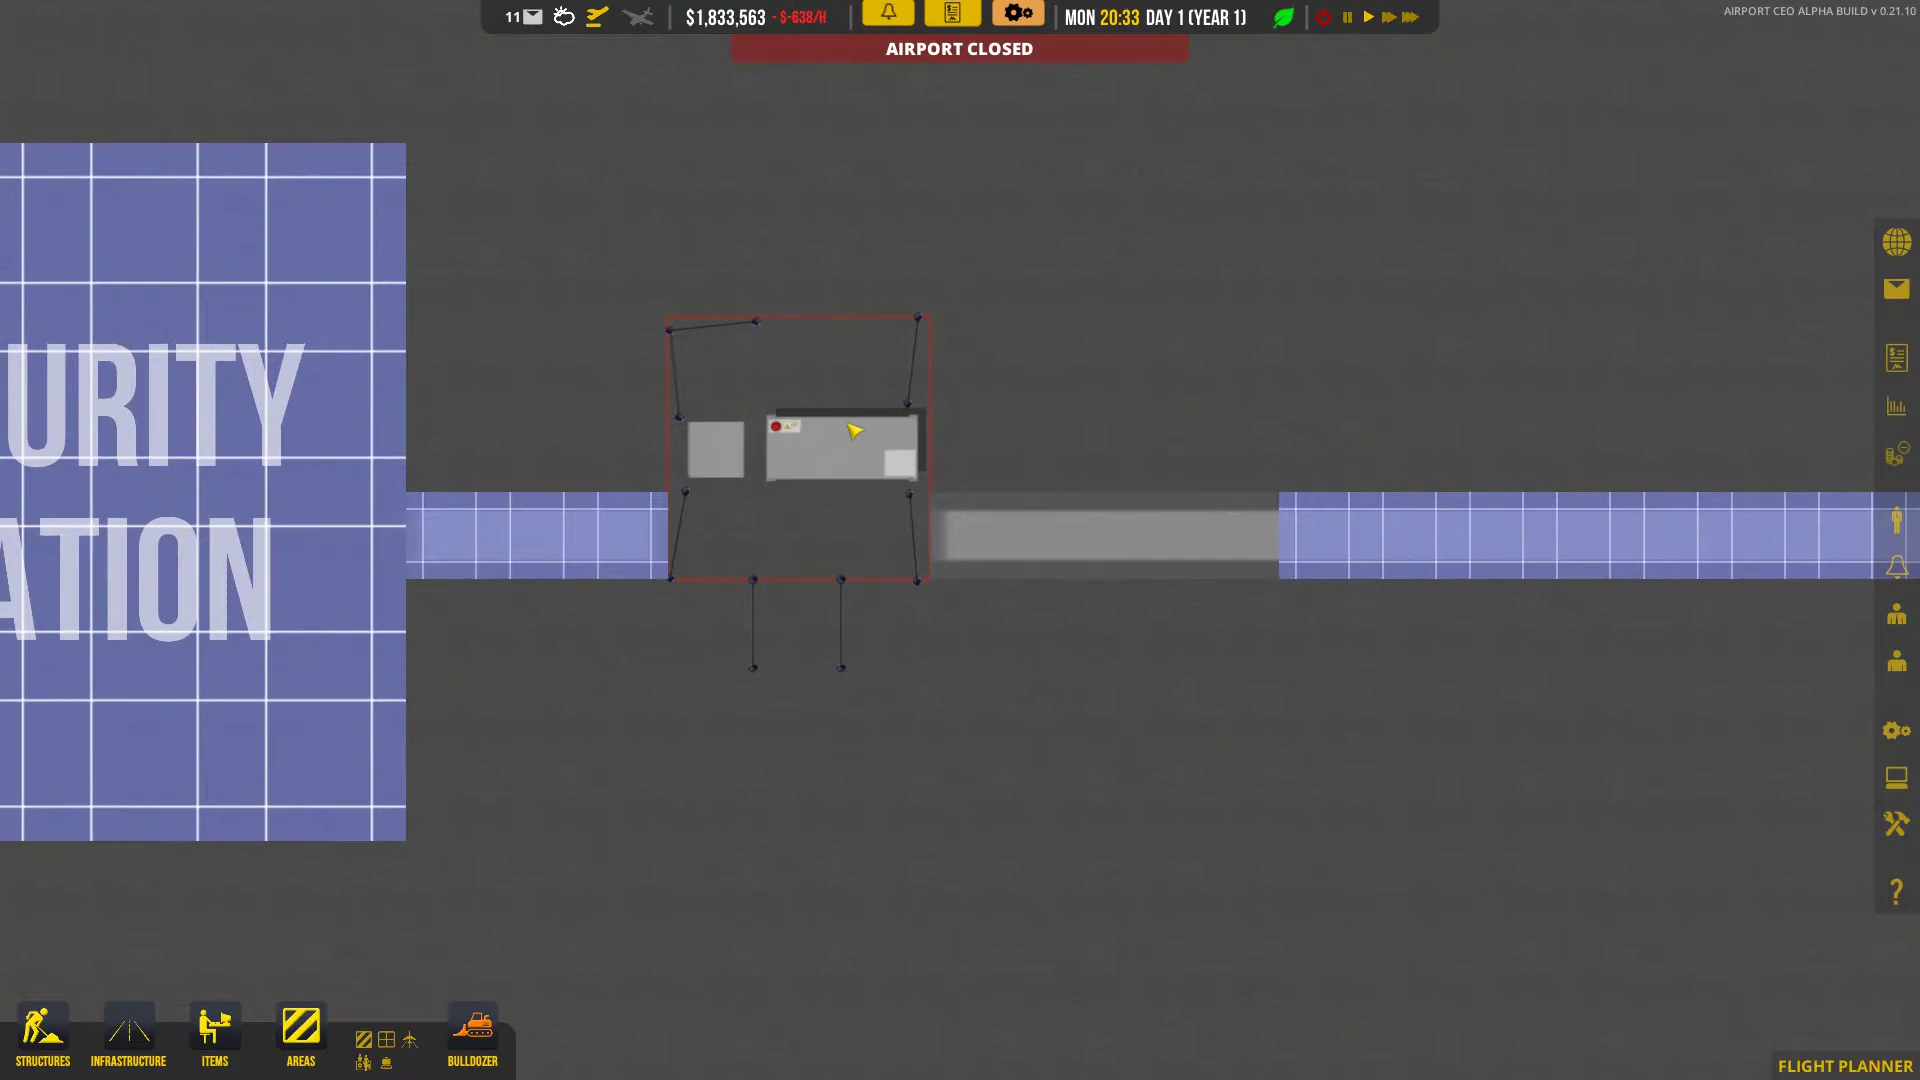 11
$1,833,563 - $-638/H
MON 20:33 DAY 1 (YEAR 1)
AIRPORT CEO ALPHA BUILD v 0.21.10
AIRPORT CLOSED
URITY
ATION
STRUCTURES
INFRASTRUCTURE
ITEMS
AREAS
BULLDOZER
FLIGHT PLANNER